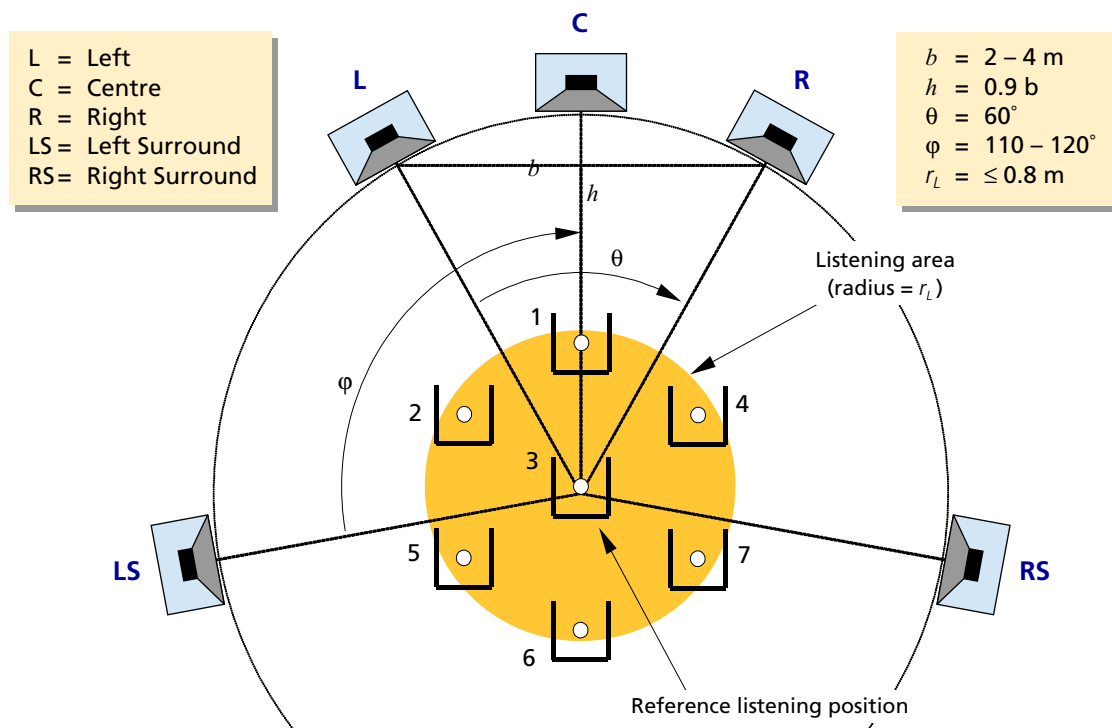 C
L = Left
C = Centre
R = Right
LS = Left Surround
RS = Right Surround
b = 2 – 4 m
h = 0.9 b
θ = 60°
φ = 110 – 120°
r_L = ≤ 0.8 m
L
R
b
h
θ
Listening area
(radius = r_L)
1
φ
2
4
3
5
7
LS
RS
6
Reference listening position